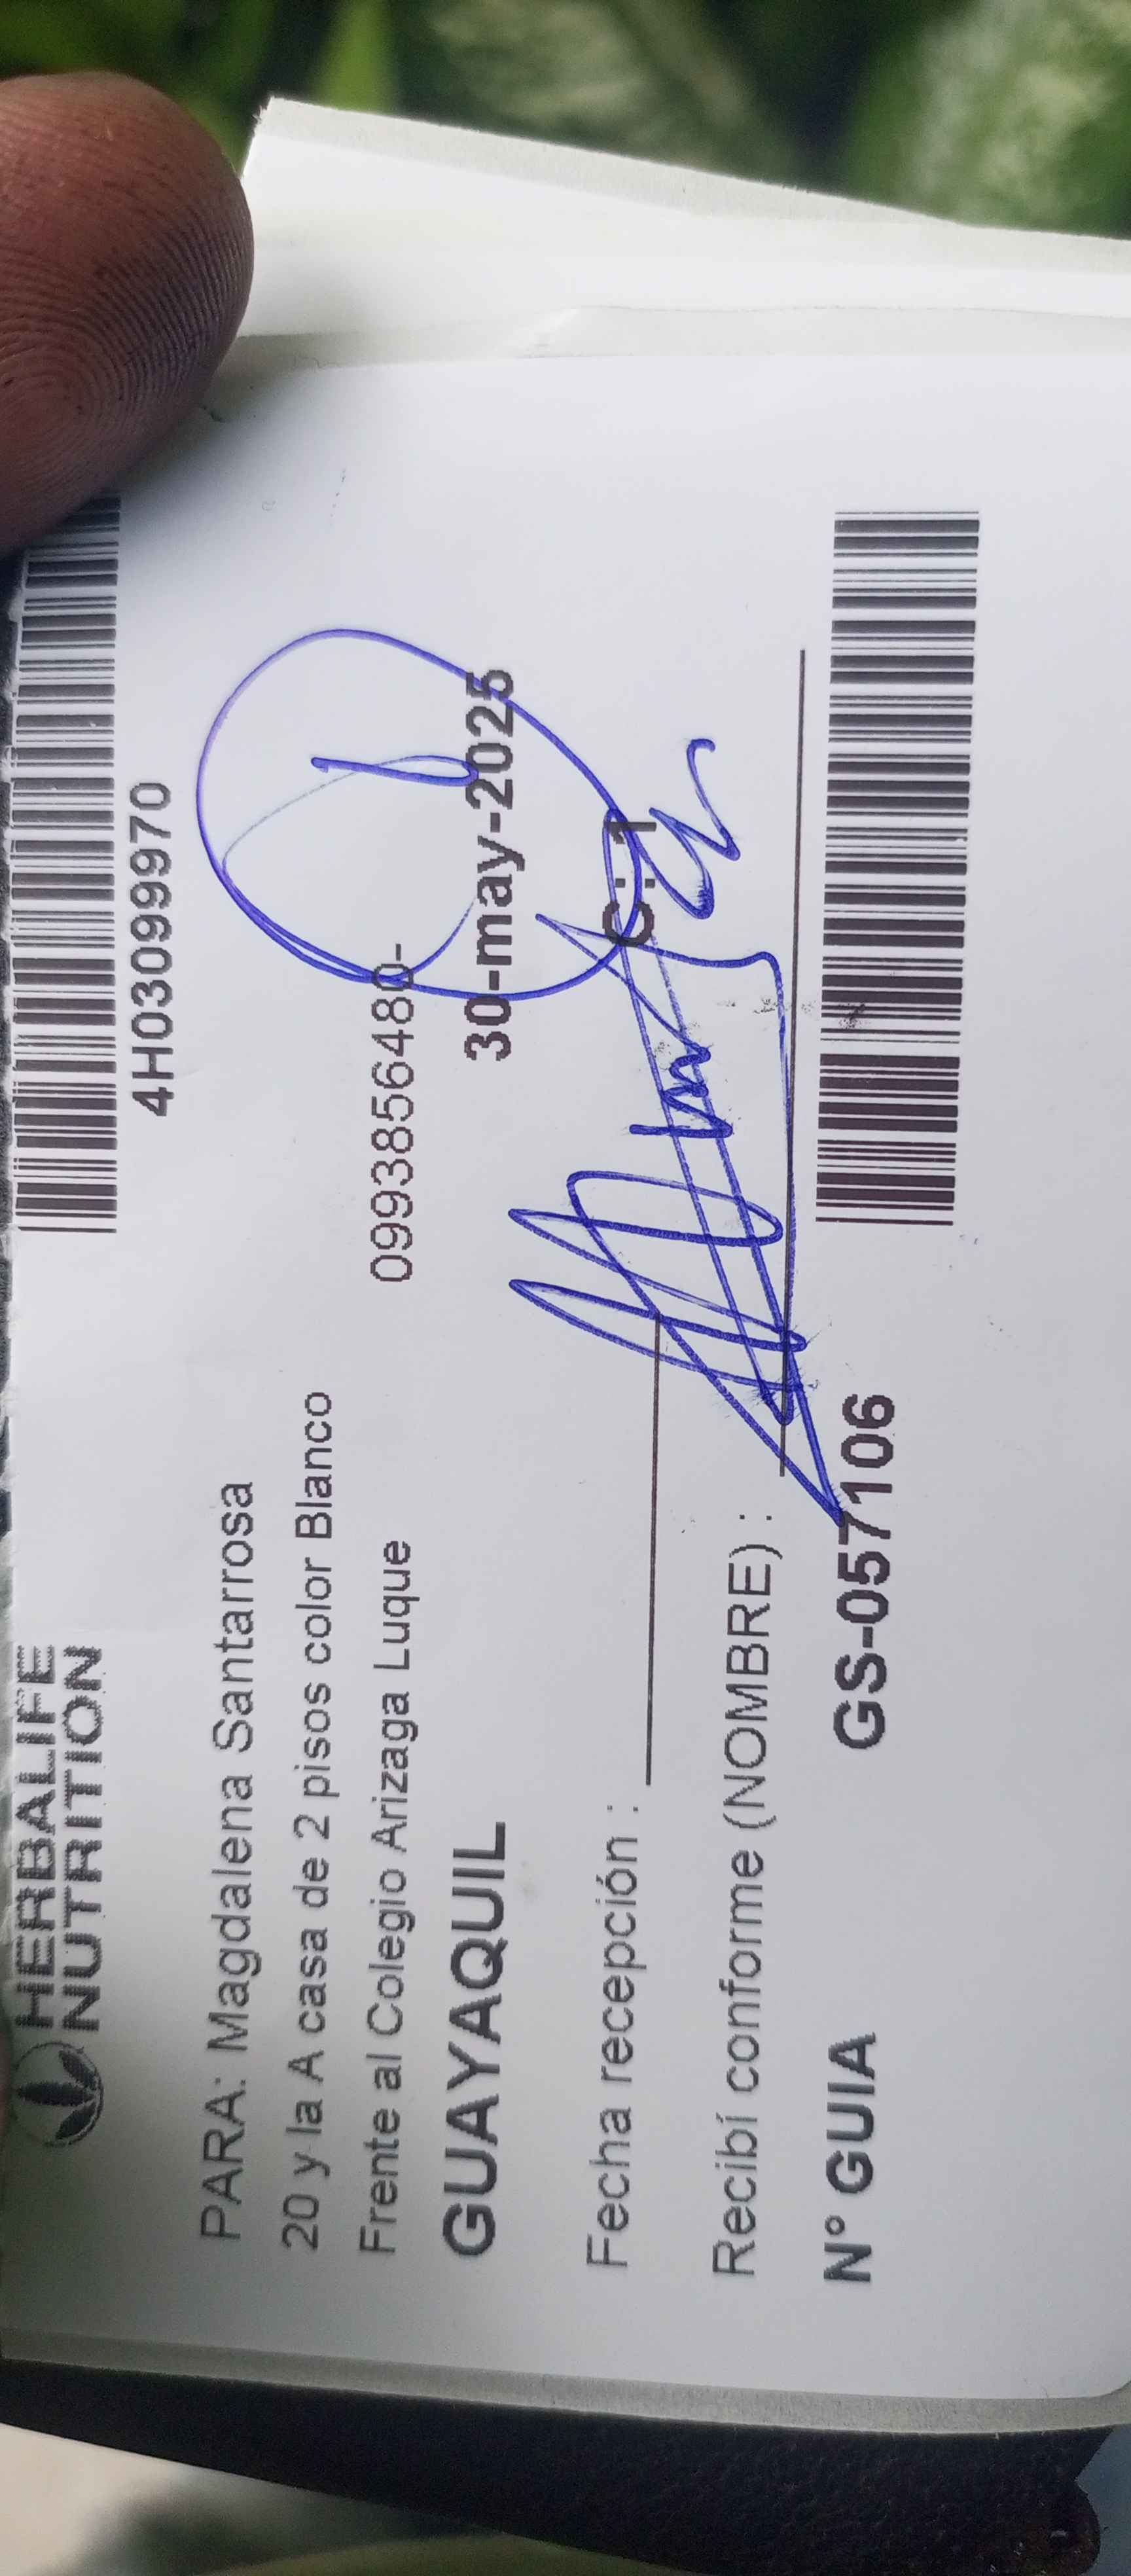 HERBALIFE
NUTRITION
4H0309970
PARA: Magdalena Santarrosa
20 y la A casa de 2 pisos color Blanco
Frente al Colegio Arizaga Luque
0993856480-
GUAYAQUIL
30-may-2025
Fecha recepción :
C: 1
Recibí conforme (NOMBRE) :
N° GUIA
GS-057106